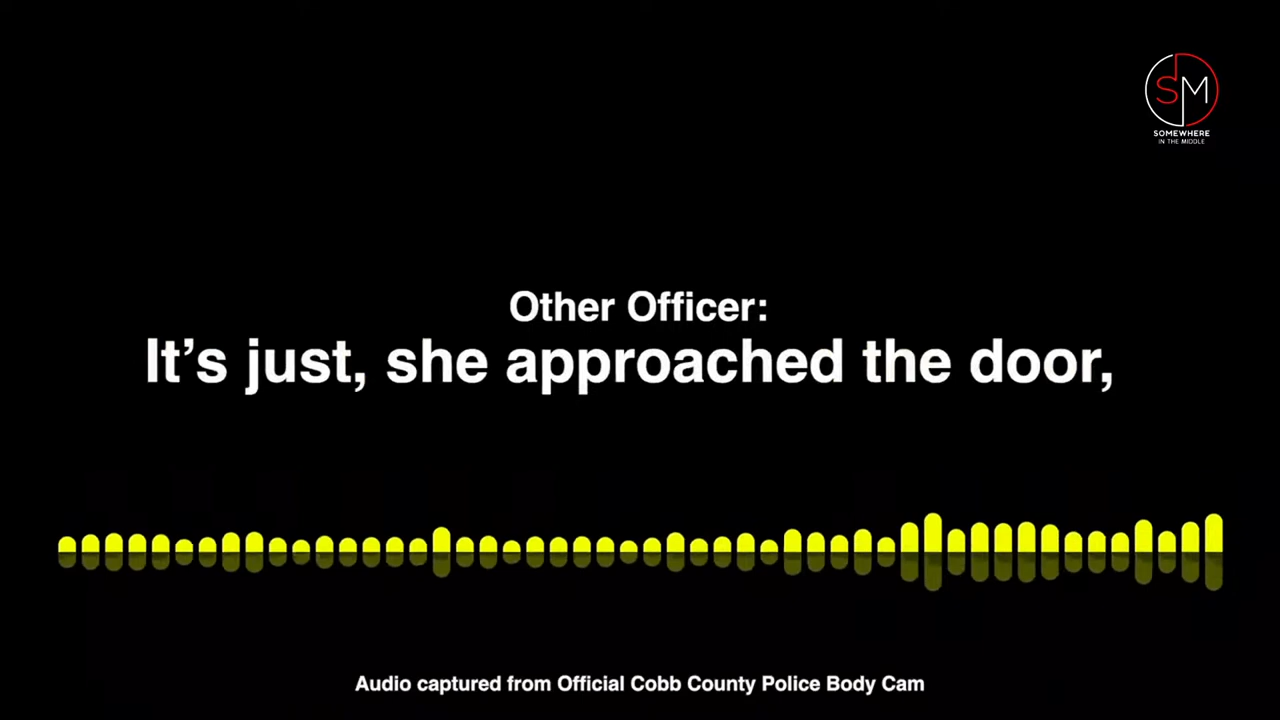 SM
SOMEWHERE
IN THE MIDDLE
Other Officer:
It’s just, she approached the door,
Audio captured from Official Cobb County Police Body Cam